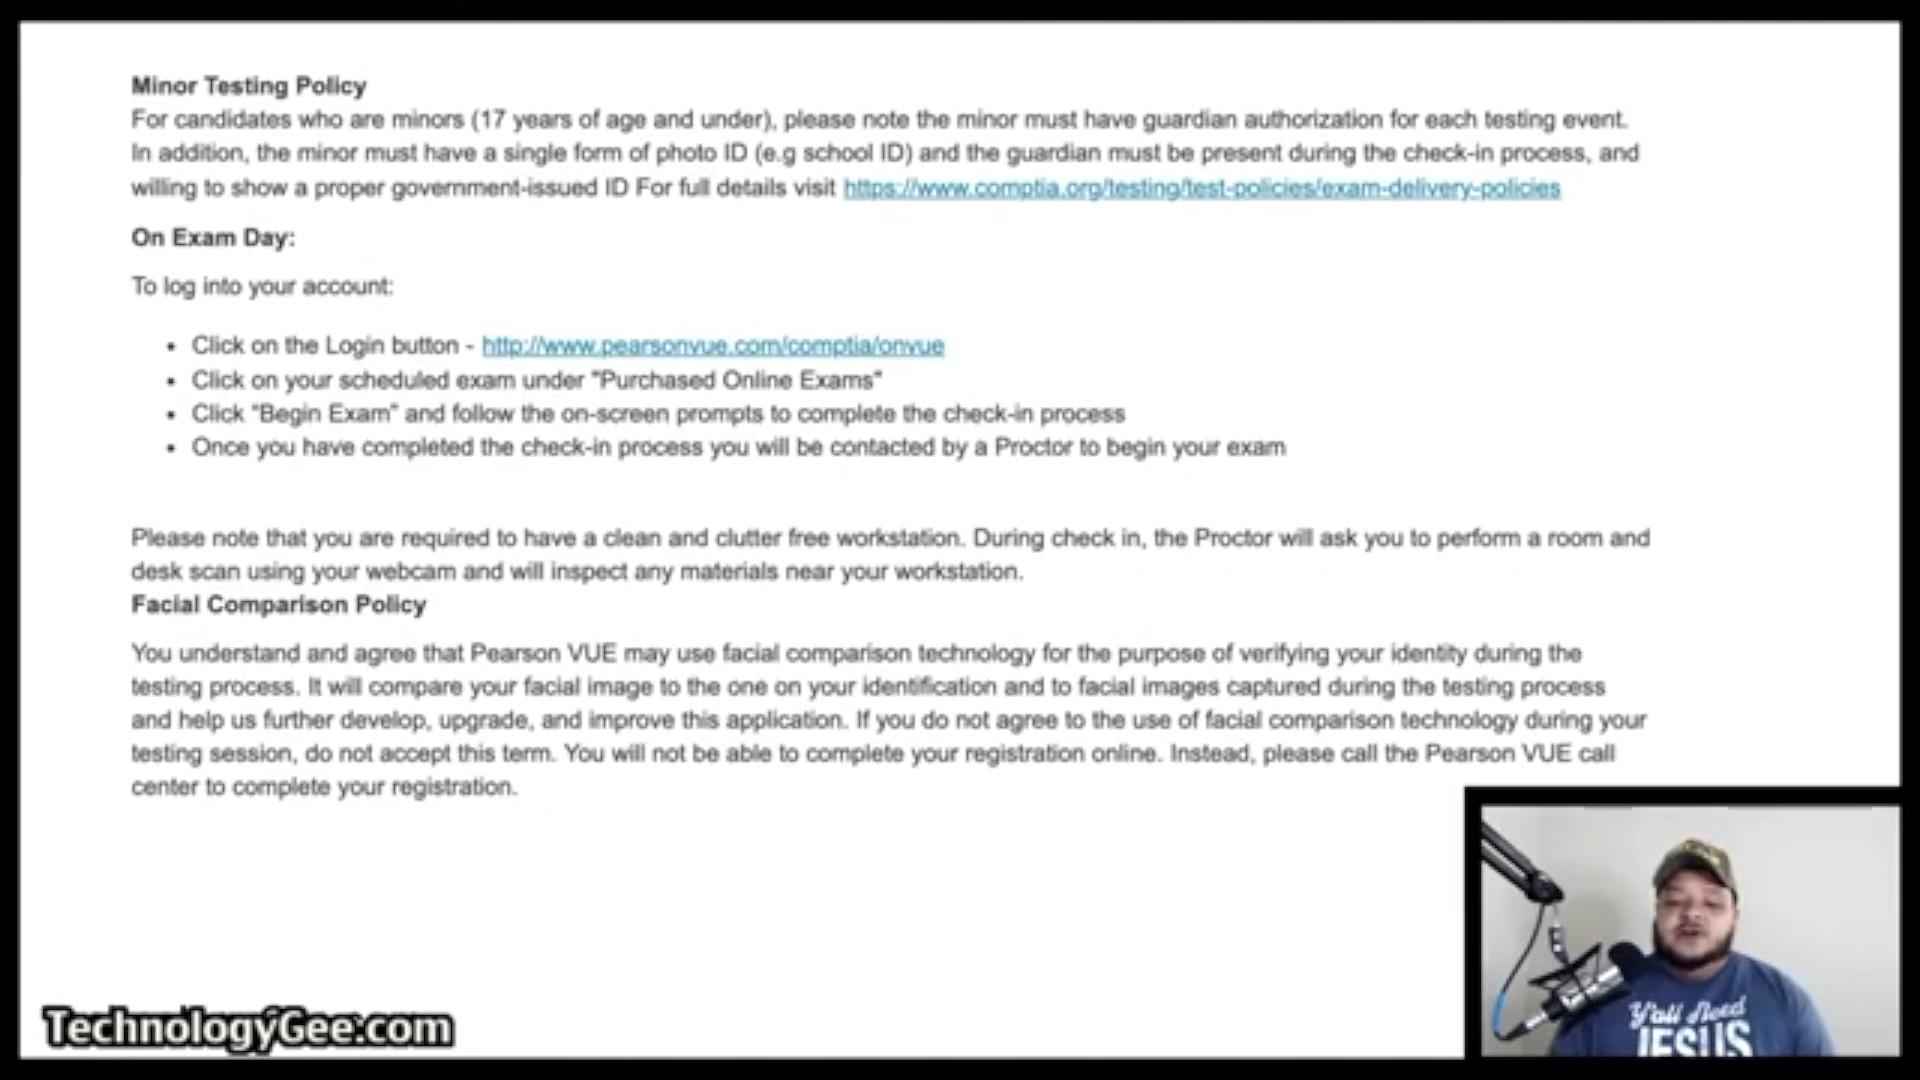 Minor Testing Policy
For candidates who are minors (17 years of age and under), please note the minor must have guardian authorization for each testing event.
In addition, the minor must have a single form of photo ID (e.g school ID) and the guardian must be present during the check-in process, and
willing to show a proper government-issued ID For full details visit https://www.comptia.org/testing/test-policies/exam-delivery-policies
On Exam Day:
To log into your account:
• Click on the Login button - http://www.pearsonvue.com/comptia/onvue
• Click on your scheduled exam under "Purchased Online Exams"
• Click "Begin Exam" and follow the on-screen prompts to complete the check-in process
• Once you have completed the check-in process you will be contacted by a Proctor to begin your exam
Please note that you are required to have a clean and clutter free workstation. During check in, the Proctor will ask you to perform a room and
desk scan using your webcam and will inspect any materials near your workstation.
Facial Comparison Policy
You understand and agree that Pearson VUE may use facial comparison technology for the purpose of verifying your identity during the
testing process. It will compare your facial image to the one on your identification and to facial images captured during the testing process
and help us further develop, upgrade, and improve this application. If you do not agree to the use of facial comparison technology during your
testing session, do not accept this term. You will not be able to complete your registration online. Instead, please call the Pearson VUE call
center to complete your registration.
TechnologyGee.com
Y'all Need
JESUS